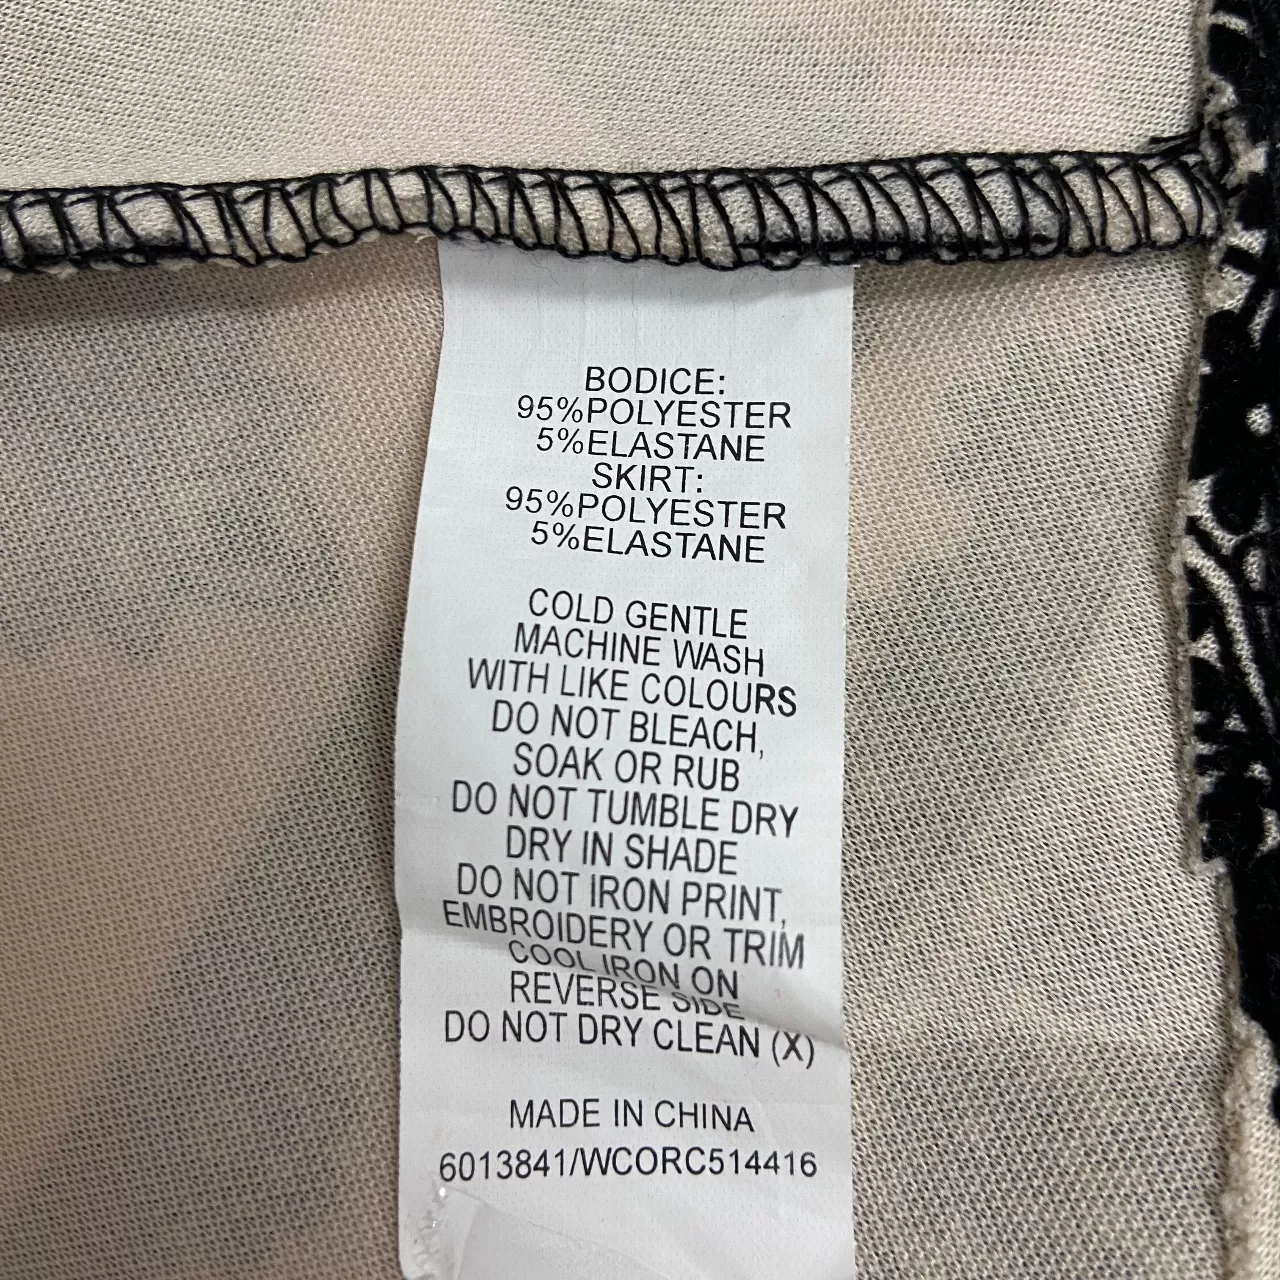 BODICE:
95%POLYESTER
5%ELASTANE
SKIRT:
95%POLYESTER
5%ELASTANE
COLD GENTLE
MACHINE WASH
WITH LIKE COLOURS
DO NOT BLEACH,
SOAK OR RUB
DO NOT TUMBLE DRY
DRY IN SHADE
DO NOT IRON PRINT,
EMBROIDERY OR TRIM
COOL IRON ON
REVERSE SIDE
DO NOT DRY CLEAN (X)
MADE IN CHINA
6013841/WCORC514416